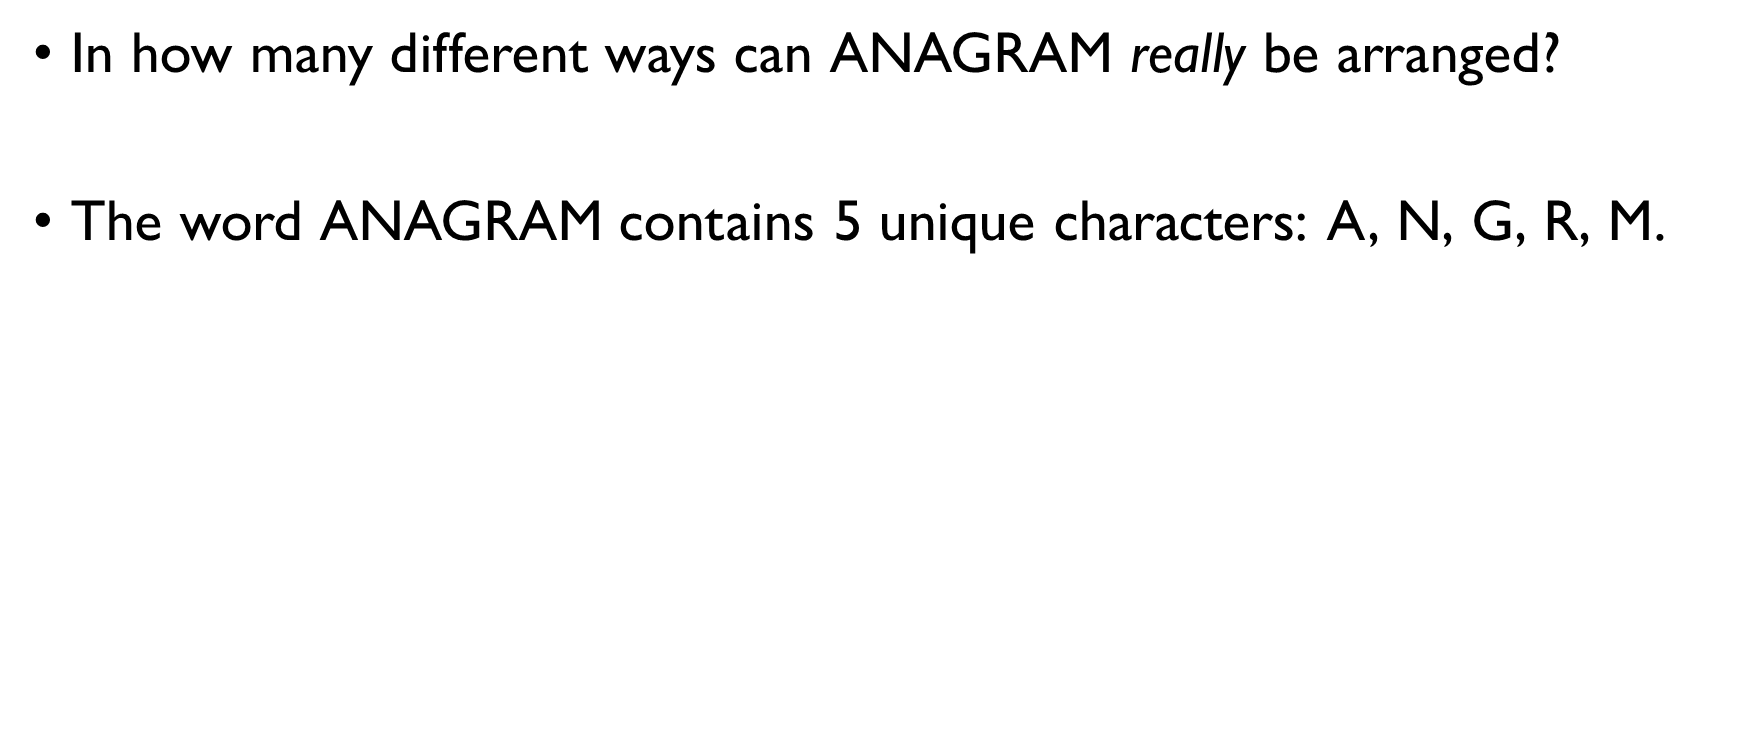 • In how many different ways can ANAGRAM really be arranged?
• The word ANAGRAM contains 5 unique characters: A, N, G, R, M.